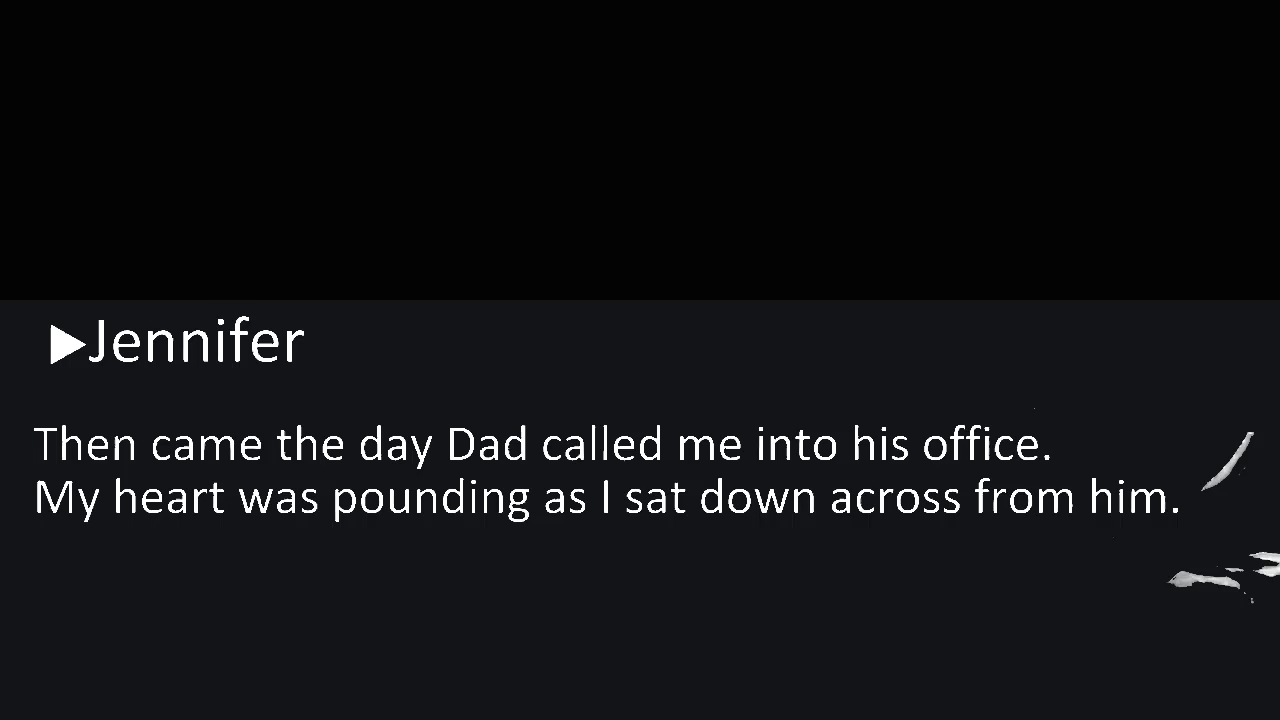 ▶Jennifer
Then came the day Dad called me into his office.
My heart was pounding as I sat down across from him.